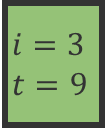 i = 3
t = 9